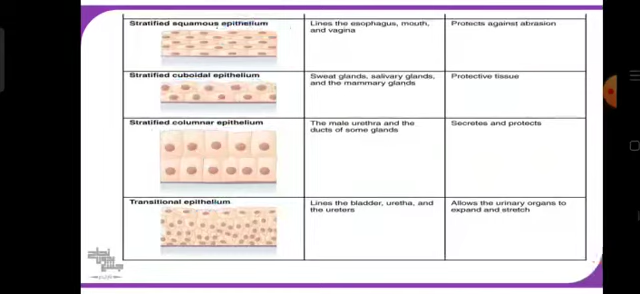 Stratified squamous epithelium
Lines the esophagus, mouth,
and vagina
Protects against abrasion
Stratified cuboidal epithelium
Sweat glands, salivary glands,
and the mammary glands
Protective tissue
Stratified columnar epithelium
The male urethra and the
ducts of some glands
Secretes and protects
Transitional epithelium
Lines the bladder, uretha, and
the ureters
Allows the urinary organs to
expand and stretch